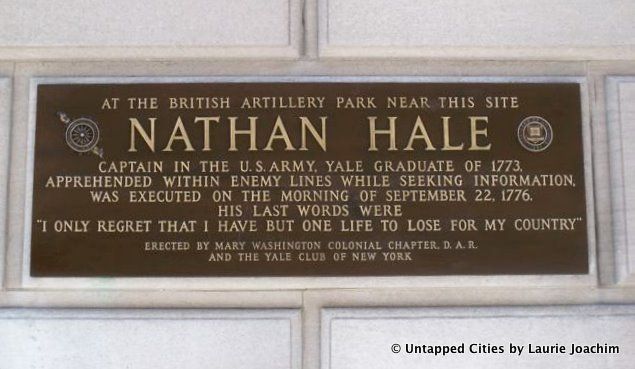 AT THE BRITISH ARTILLERY PARK NEAR THIS SITE
NATHAN HALE
CAPTAIN IN THE U.S. ARMY, YALE GRADUATE OF 1773,
APPREHENDED WITHIN ENEMY LINES WHILE SEEKING INFORMATION,
WAS EXECUTED ON THE MORNING OF SEPTEMBER 22, 1776.
HIS LAST WORDS WERE
"I ONLY REGRET THAT I HAVE BUT ONE LIFE TO LOSE FOR MY COUNTRY"
ERECTED BY MARY WASHINGTON COLONIAL CHAPTER, D. A. R.
AND THE YALE CLUB OF NEW YORK
© Untapped Cities by Laurie Joachim